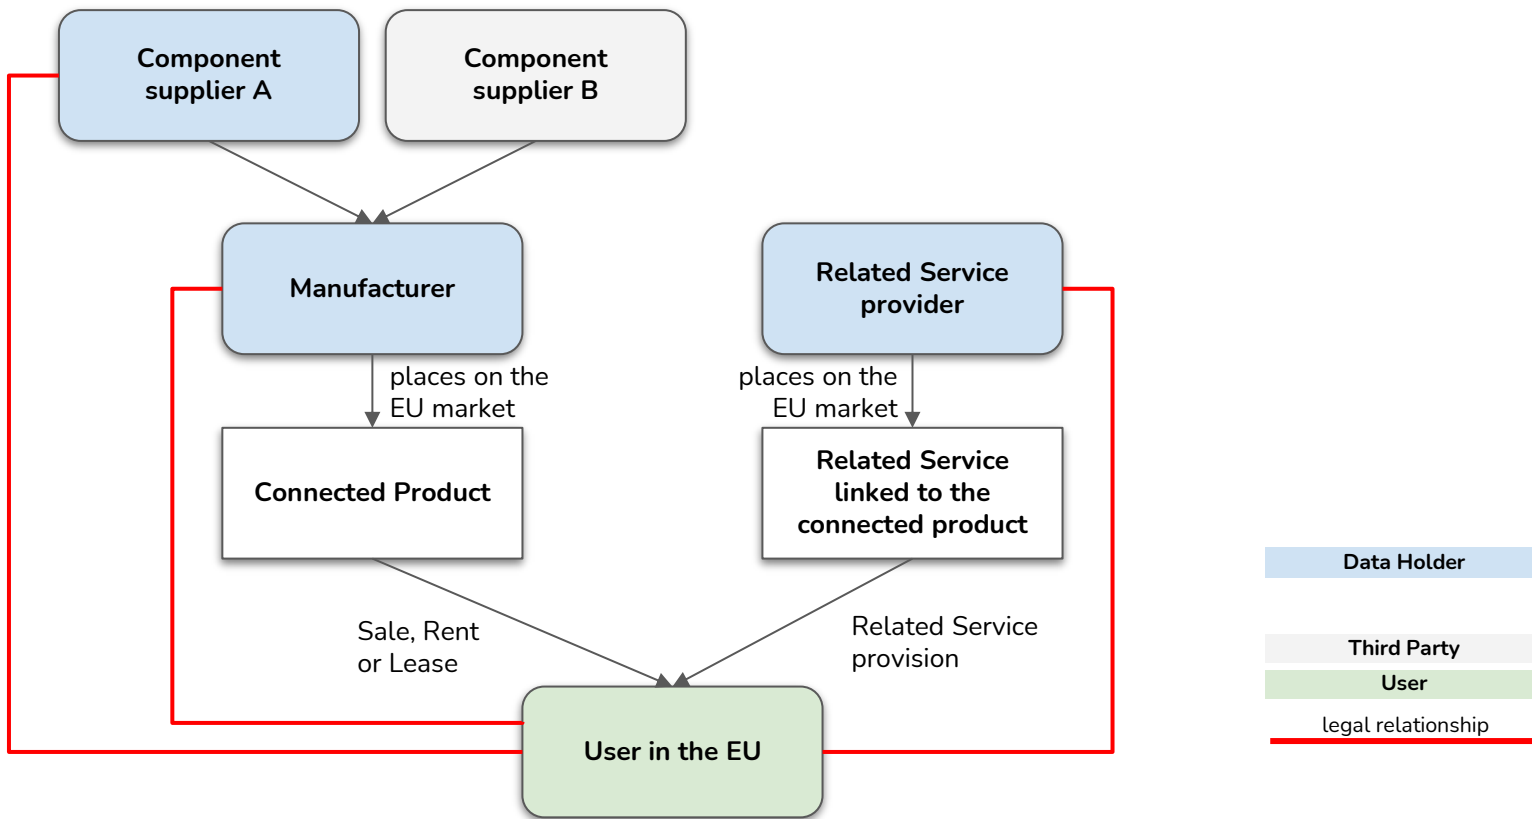 Component
supplier A
Component
supplier B
Manufacturer
Related Service
provider
places on the
EU market
places on the
EU market
Connected Product
Related Service
linked to the
connected product
Sale, Rent
or Lease
Related Service
provision
User in the EU
Data Holder
Third Party
User
legal relationship